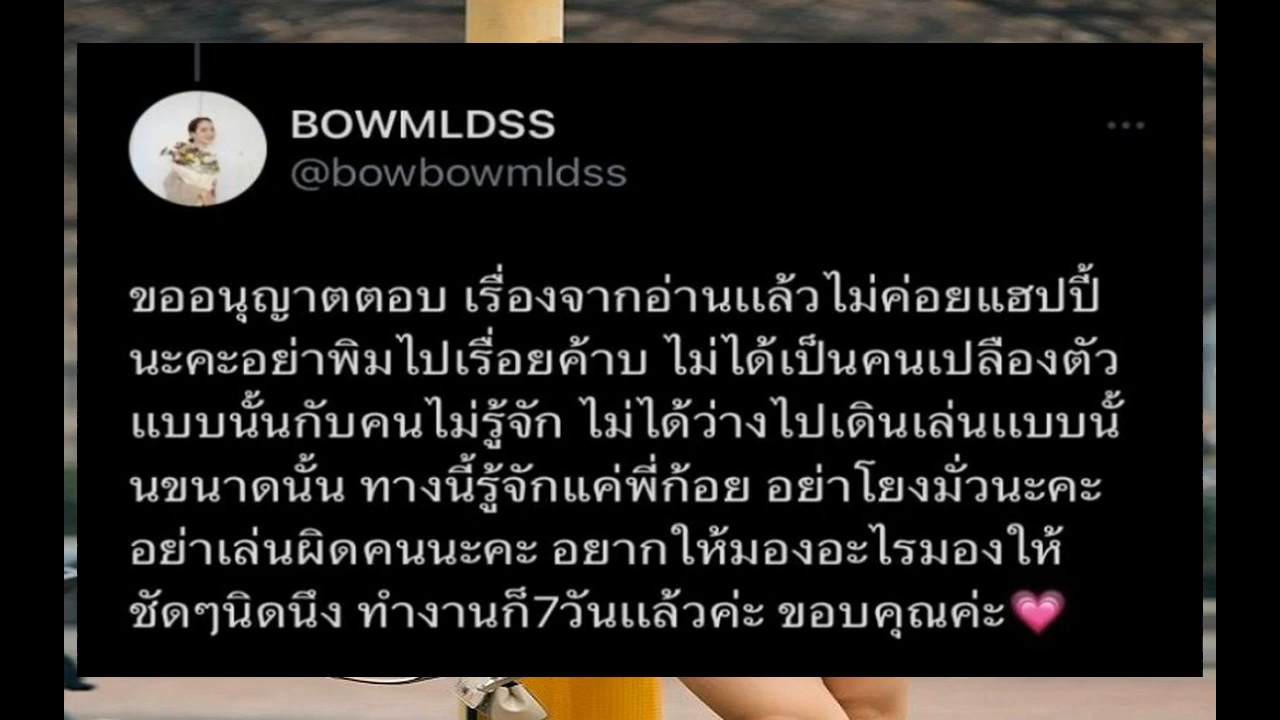 BOWMLDSS
@bowbowmldss
ขออนุญาตตอบ เรื่องจากอ่านแล้วไม่ค่อยแฮปปี้
นะคะอย่าพิมไปเรื่อยค้าบ ไม่ได้เป็นคนเปลืองตัว
แบบนั้นกับคนไม่รู้จัก ไม่ได้ว่างไปเดินเล่นแบบนั้
นขนาดนั้น ทางนี้รู้จักแค่พี่ก้อย อย่าโยงมั่วนะคะ
อย่าเล่นผิดคนนะคะ อยากให้มองอะไรมองให้
ชัดๆนิดนึง ทำงานก็7วันแล้วค่ะ ขอบคุณค่ะ💗